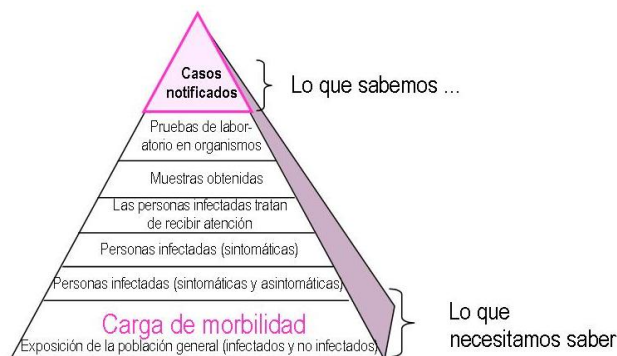 Casos
notificados
Lo que sabemos ...
Pruebas de labor-
atorio en organismos
Muestras obtenidas
Las personas infectadas tratan
de recibir atención
Personas infectadas (sintomáticas)
Personas infectadas (sintomáticas y asintomáticas)
Carga de morbilidad
Exposición de la población general (infectados y no infectados)
Lo que
necesitamos saber